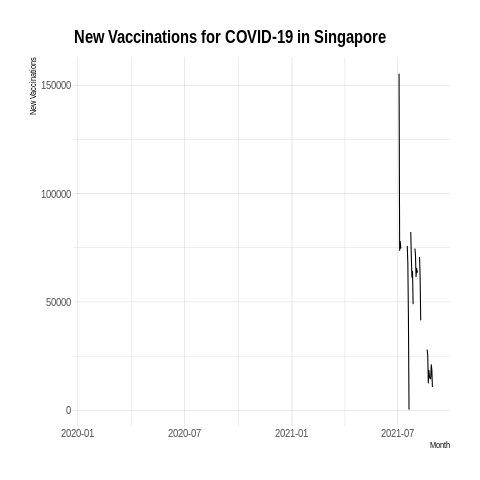 New Vaccinations for COVID-19 in Singapore
New Vaccinations
150000
100000
50000
0
2020-01 2020-07 2021-01 2021-07
Month